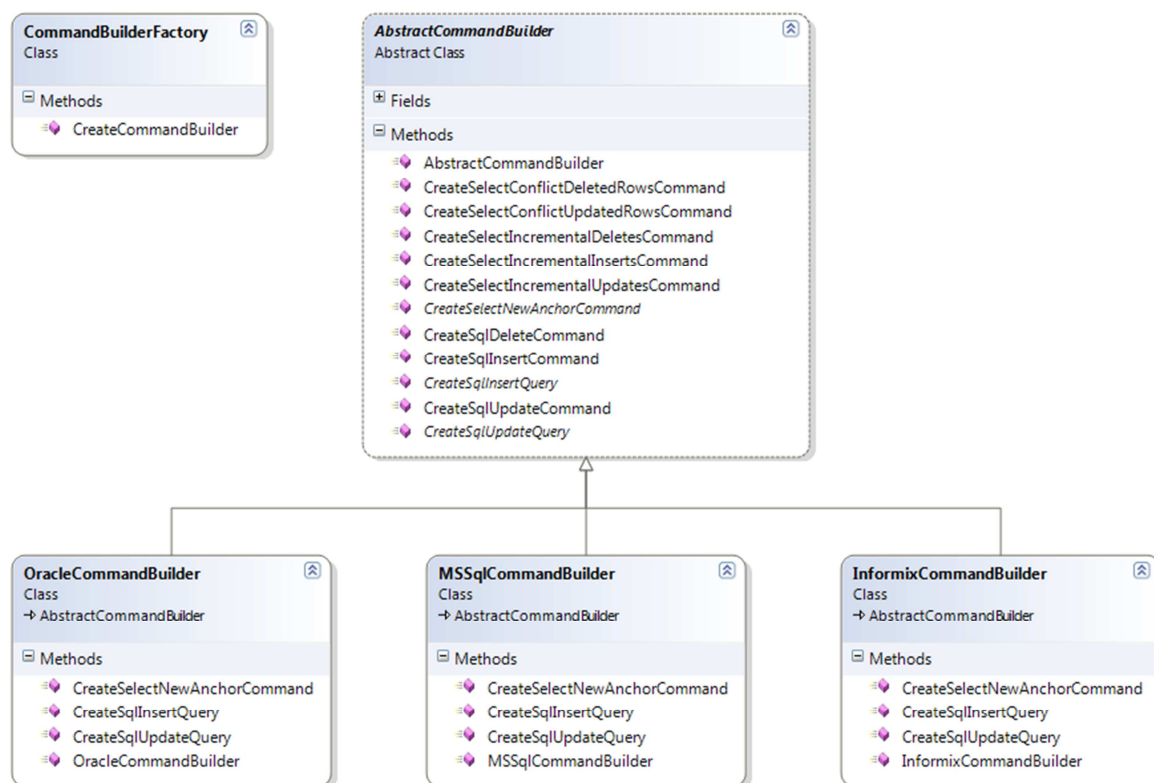 CommandBuilderFactory
Class
Methods
CreateCommandBuilder
AbstractCommandBuilder
Abstract Class
Fields
Methods
AbstractCommandBuilder
CreateSelectConflictDeletedRowsCommand
CreateSelectConflictUpdatedRowsCommand
CreateSelectIncrementalDeletesCommand
CreateSelectIncrementalInsertsCommand
CreateSelectIncrementalUpdatesCommand
CreateSelectNewAnchorCommand
CreateSqlDeleteCommand
CreateSqlInsertCommand
CreateSqlInsertQuery
CreateSqlUpdateCommand
CreateSqlUpdateQuery
OracleCommandBuilder
Class
AbstractCommandBuilder
Methods
CreateSelectNewAnchorCommand
CreateSqlInsertQuery
CreateSqlUpdateQuery
OracleCommandBuilder
MSSqlCommandBuilder
Class
AbstractCommandBuilder
Methods
CreateSelectNewAnchorCommand
CreateSqlInsertQuery
CreateSqlUpdateQuery
MSSqlCommandBuilder
InformixCommandBuilder
Class
AbstractCommandBuilder
Methods
CreateSelectNewAnchorCommand
CreateSqlInsertQuery
CreateSqlUpdateQuery
InformixCommandBuilder